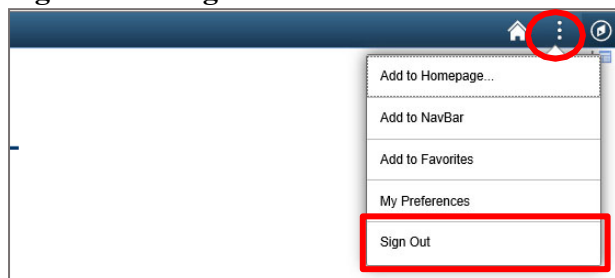 Add to Homepage...
Add to NavBar
Add to Favorites
My Preferences
Sign Out